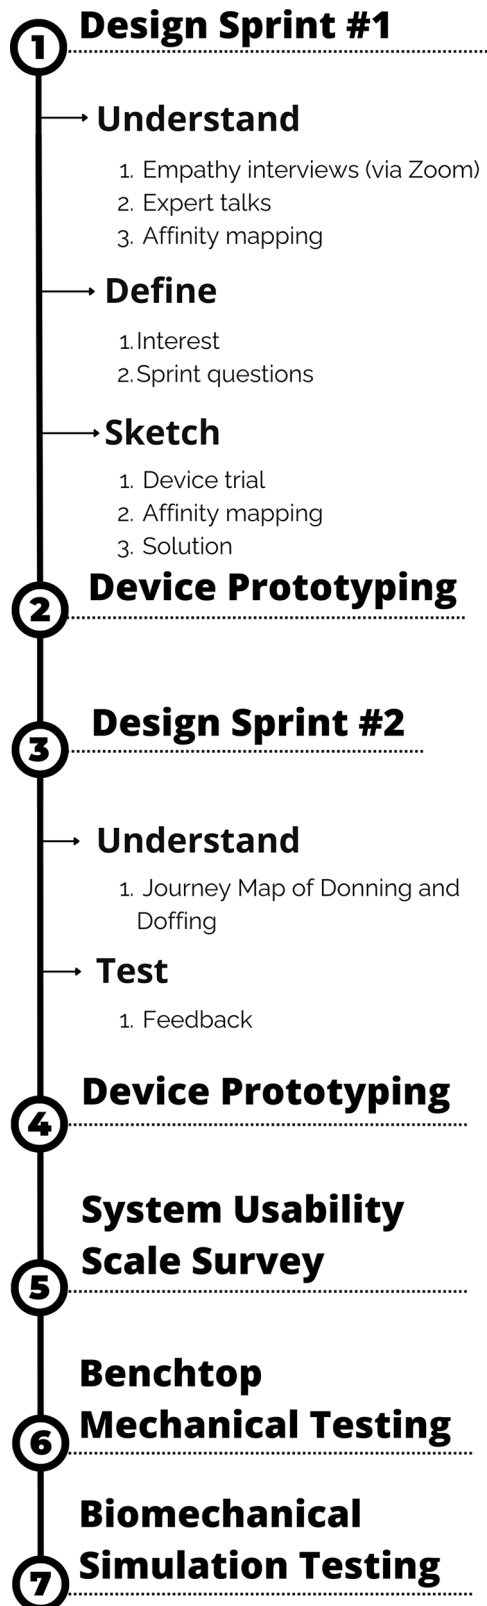 Design Sprint #1
1
Understand
1. Empathy interviews (via Zoom)
2. Expert talks
3. Affinity mapping
Define
1. Interest
2. Sprint questions
Sketch
1. Device trial
2. Affinity mapping
3. Solution
Device Prototyping
2
Design Sprint #2
3
Understand
1. Journey Map of Donning and
Doffing
Test
1. Feedback
Device Prototyping
4
System Usability
Scale Survey
5
Benchtop
Mechanical Testing
6
Biomechanical
Simulation Testing
7